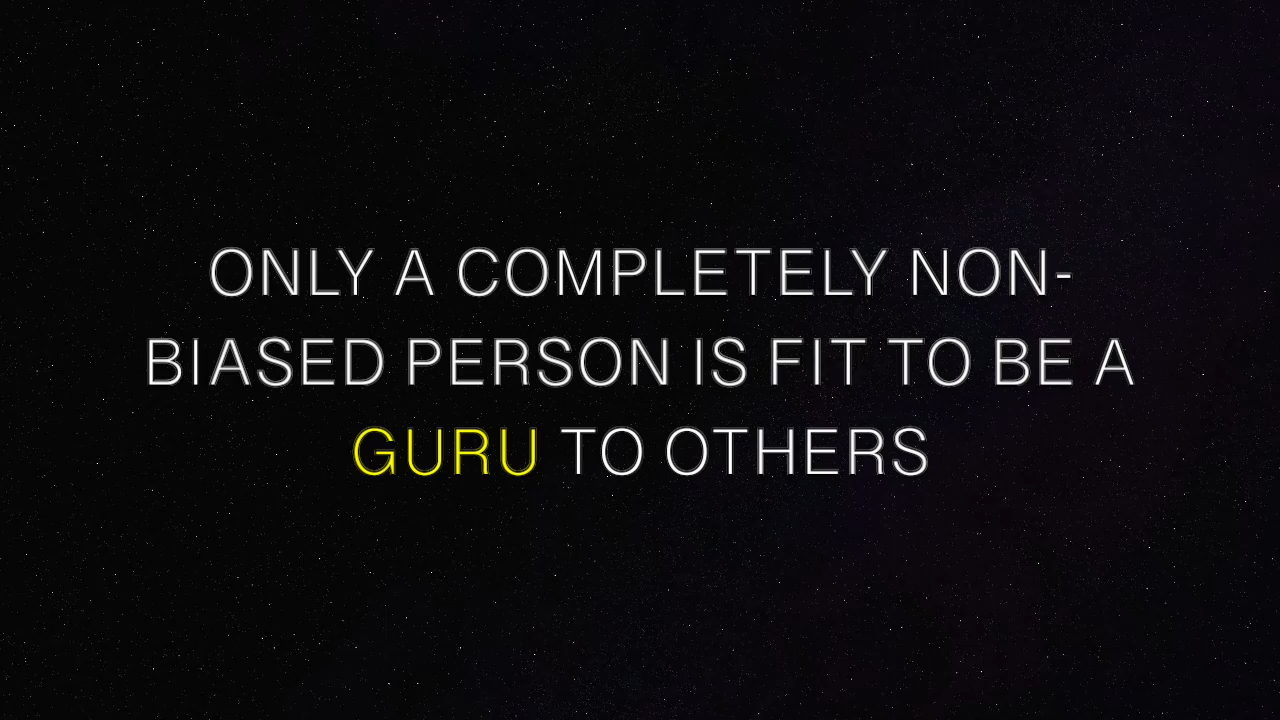 ONLY A COMPLETELY NON-
BIASED PERSON IS FIT TO BE A
GURU TO OTHERS